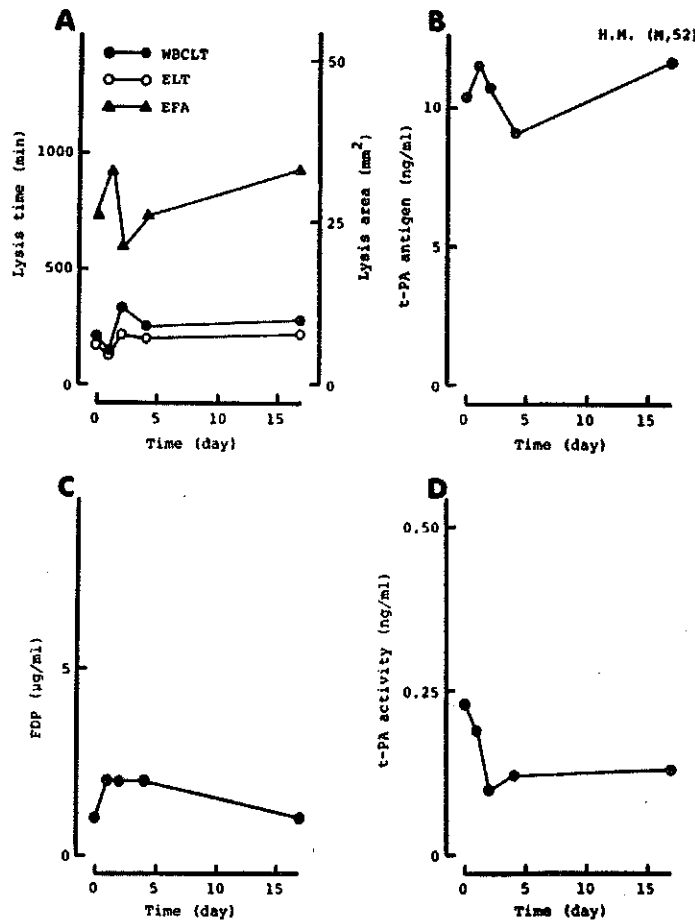 A
WBCLT
ELT
EFA
Lysis time (min)
1000
500
0
50
25
0
Lysis area (mm2)
0 5 10 15
Time (day)
B
H.M. (M,52)
t-PA antigen (ng/ml)
10
5
0
0 5 10 15
Time (day)
C
FDP (µg/ml)
5
0
0 5 10 15
Time (day)
D
t-PA activity (ng/ml)
0.50
0.25
0
0 5 10 15
Time (day)